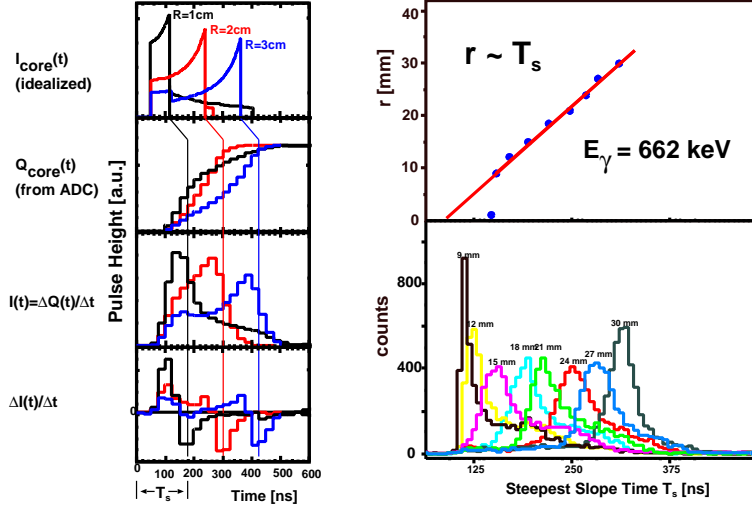 R=1cm
R=2cm
R=3cm
I_core(t)
(idealized)
Q_core(t)
(from ADC)
I(t)=ΔQ(t)/Δt
ΔI(t)/Δt
Pulse Height [a.u.]
0
0 100 200 300 400 500 600
T_s
Time [ns]
r [mm]
40
30
20
10
0
r ~ T_s
E_γ = 662 keV
counts
800
400
0
9 mm
12 mm
15 mm
18 mm
21 mm
24 mm
27 mm
30 mm
125 250 375
Steepest Slope Time T_s [ns]